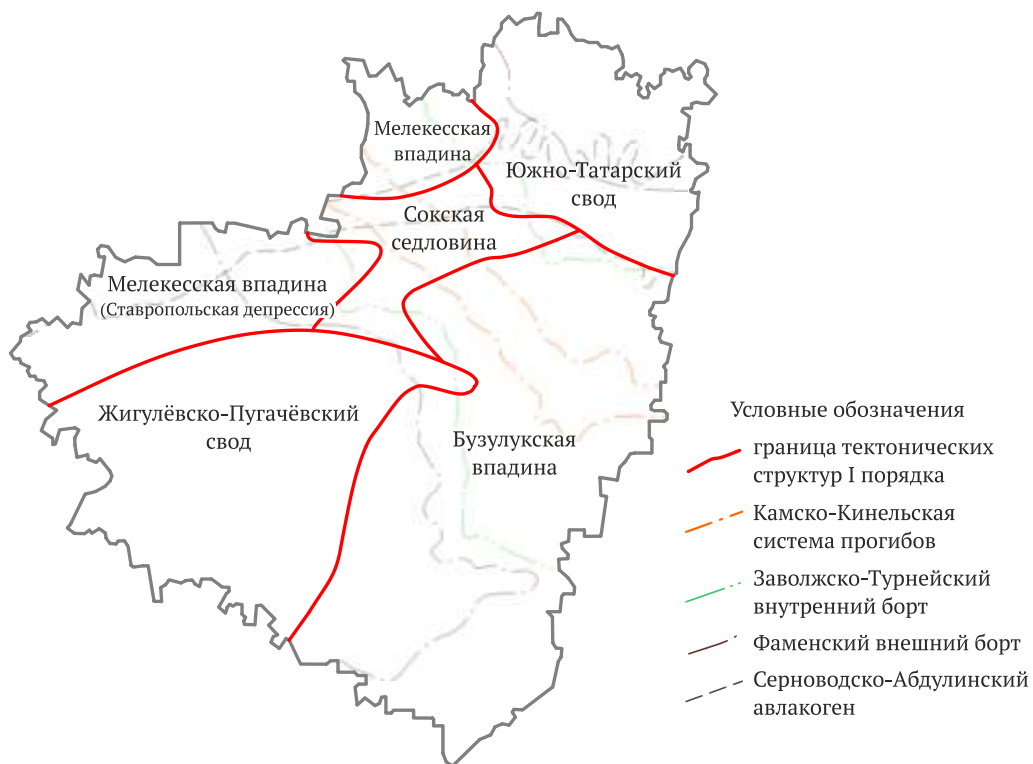 Мелекесская
впадина
Южно-Татарский
свод
Сокская
седловина
Мелекесская впадина
(Ставропольская депрессия)
Жигулёвско-Пугачёвский
свод
Бузулукская
впадина
Условные обозначения
граница тектонических
структур I порядка
Камско-Кинельская
система прогибов
Заволжско-Турнейский
внутренний борт
Фаменский внешний борт
Серноводско-Абдулинский
авлакоген